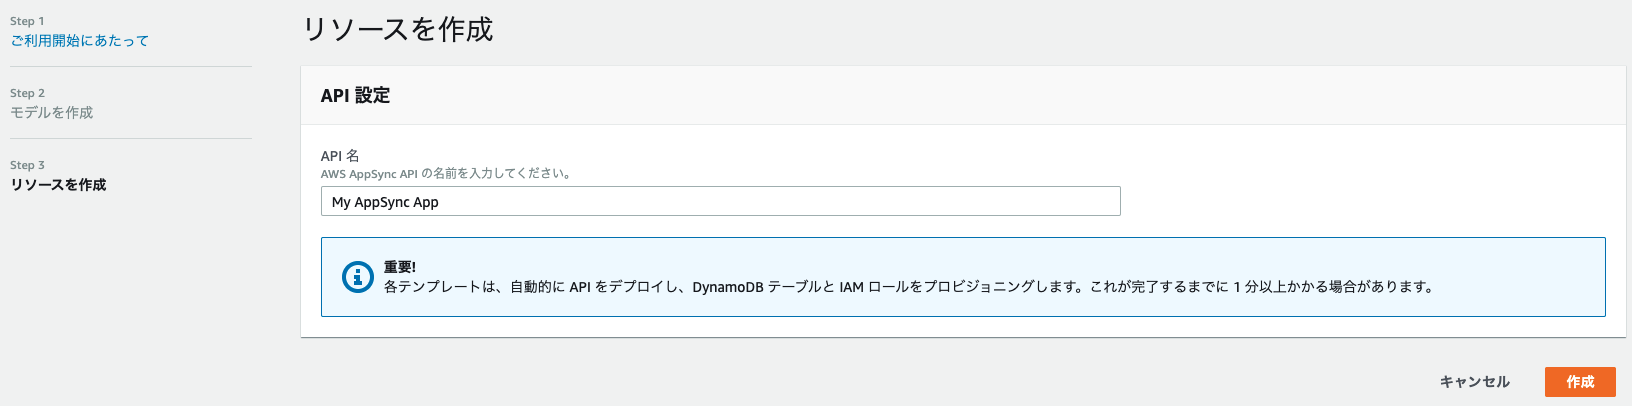 Step 1
ご利用開始にあたって
Step 2
モデルを作成
Step 3
リソースを作成
リソースを作成
API 設定
API 名
AWS AppSync API の名前を入力してください。
My AppSync App
重要!
各テンプレートは、自動的に API をデプロイし、DynamoDB テーブルと IAM ロールをプロビジョニングします。これが完了するまでに 1 分以上かかる場合があります。
キャンセル
作成